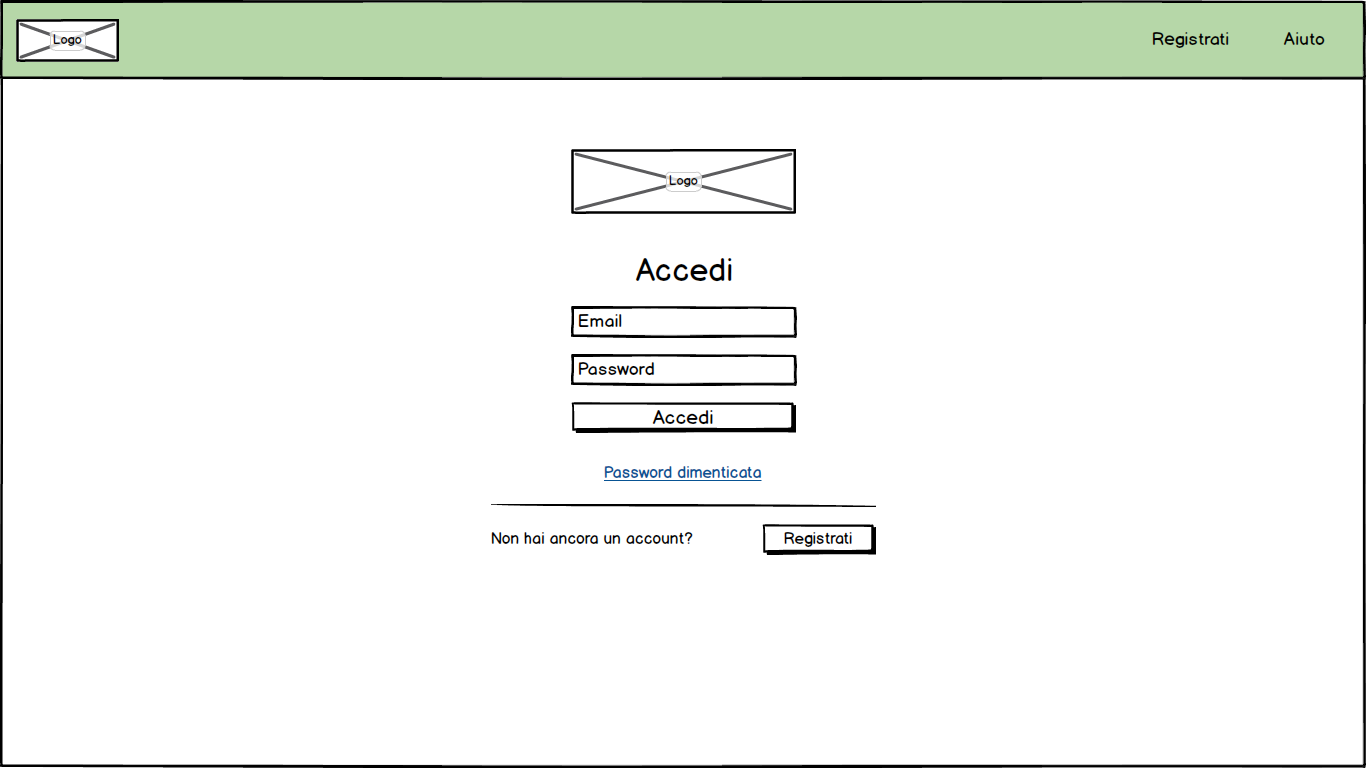 Logo
Registrati
Aiuto
Logo
Accedi
Email
Password
Accedi
Password dimenticata
Non hai ancora un account?
Registrati